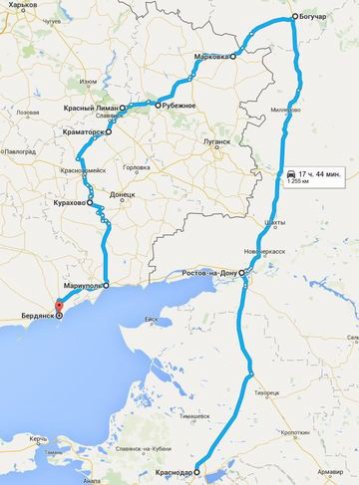 Харьков
Богучар
Изюм
Марковка
Лозовая
Красный Лиман
Рубежное
Славянск
Миллерово
Краматорск
Павлоград
Луганск
Красноармейск
Горловка
17 ч. 44 мин.
1 255 км
Курахово
Донецк
Шахты
Новочеркасск
Ростов-на-Дону
Мариуполь
Бердянск
Ейск
Тихорецк
Тимашевск
Кропоткин
Керчь
Славянск-на-Кубани
Краснодар
Армавир
Анапа